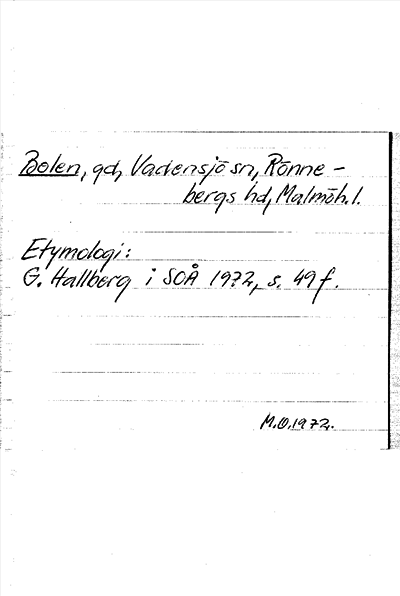 Bolen, gd, Vadensjö sn, Rönne-
bergs hd, Malmöh.l.
Etymologi:
G. Hallberg i SOÅ 1972, s. 49 f.
M.O.1972.